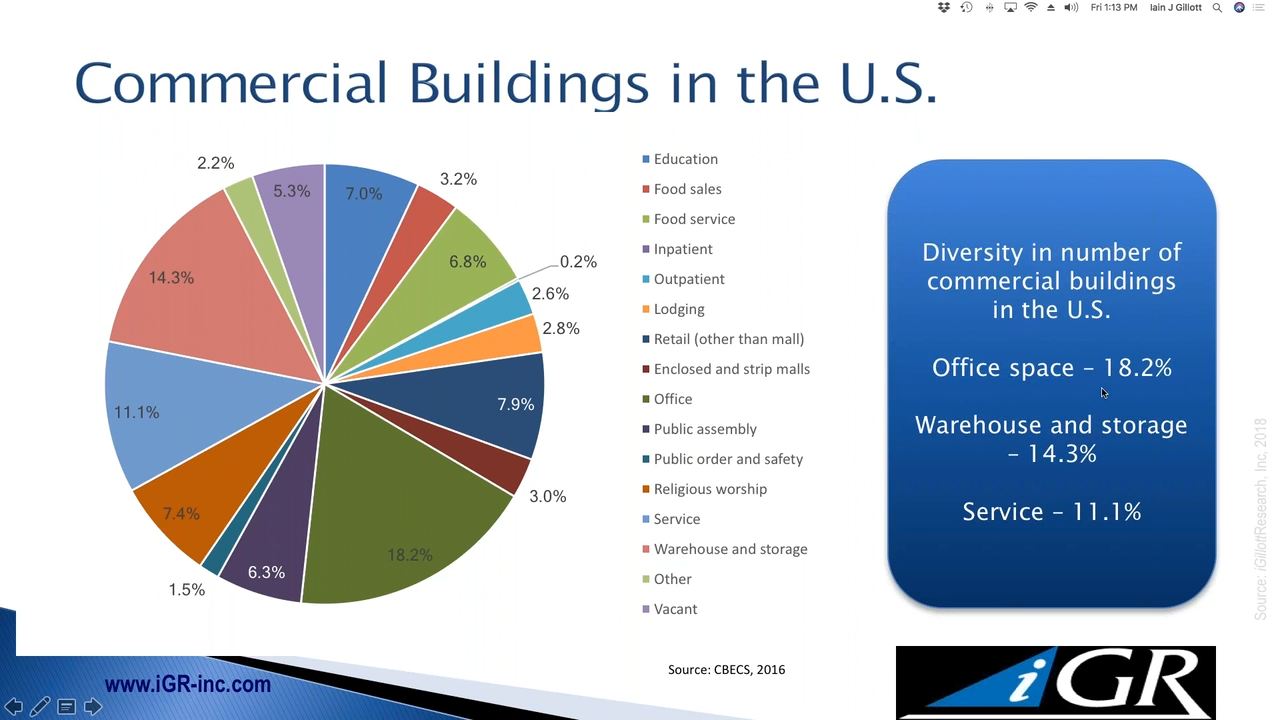 Fri 1:13 PM Iain J Gillott
Commercial Buildings in the U.S.
2.2%
5.3%
7.0%
3.2%
6.8%
0.2%
2.6%
2.8%
7.9%
3.0%
18.2%
6.3%
1.5%
7.4%
11.1%
14.3%
Education
Food sales
Food service
Inpatient
Outpatient
Lodging
Retail (other than mall)
Enclosed and strip malls
Office
Public assembly
Public order and safety
Religious worship
Service
Warehouse and storage
Other
Vacant
Diversity in number of
commercial buildings
in the U.S.
Office space – 18.2%
Warehouse and storage
– 14.3%
Service – 11.1%
Source: iGillottResearch, Inc, 2018
Source: CBECS, 2016
www.iGR-inc.com
iGR